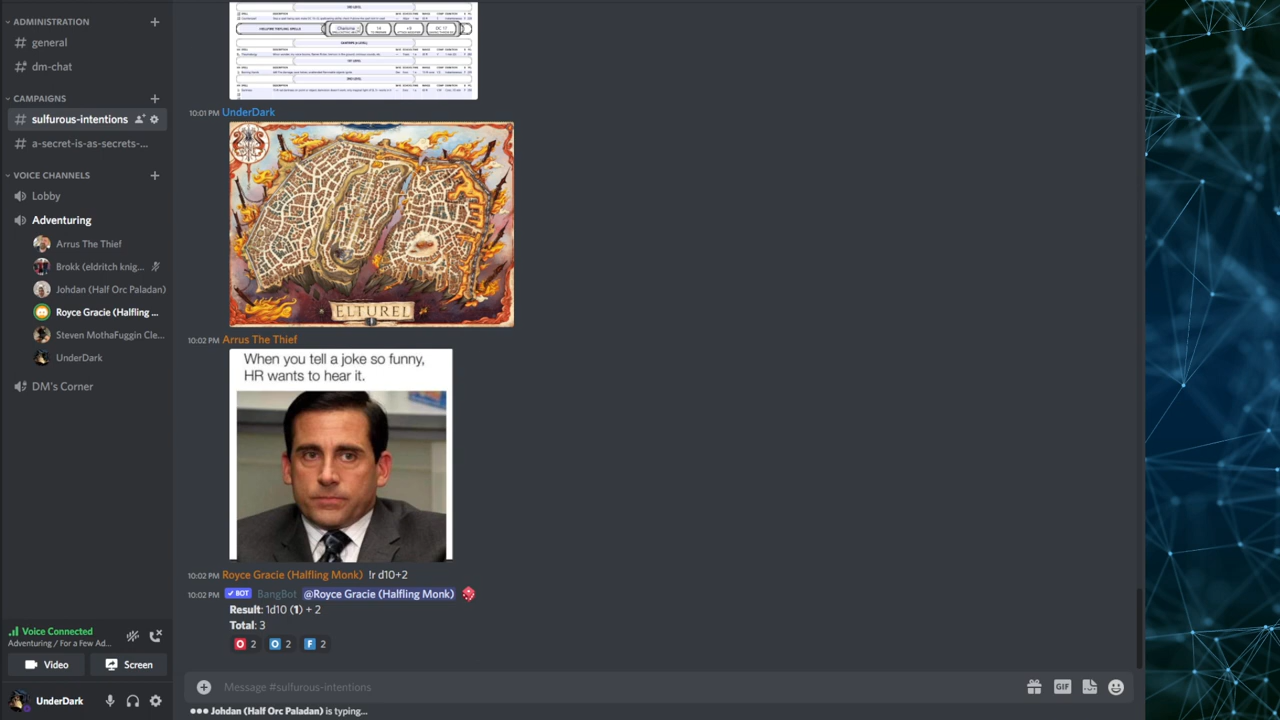 ADMINISTRATION
general
dm-chat
CAMPAIGNS
sulfurous-intentions
a-secret-is-as-secrets-...
VOICE CHANNELS
Lobby
Adventuring
Arrus The Thief
Brokk (eldritch knig...
Johdan (Half Orc Paladan)
Royce Gracie (Halfling ...
Steven MothaFuggin Cle...
UnderDark
DM's Corner
Voice Connected
Adventuring / For a Few Ad...
Video
Screen
UnderDark
10:01 PM UnderDark
ELTUREL
10:02 PM Arrus The Thief
When you tell a joke so funny,
HR wants to hear it.
10:02 PM Royce Gracie (Halfling Monk) !r d10+2
10:02 PM BOT BangBot @Royce Gracie (Halfling Monk)
Result: 1d10 (1) + 2
Total: 3
O 2 O 2 F 2
Message #sulfurous-intentions
GIF
Johdan (Half Orc Paladan) is typing...